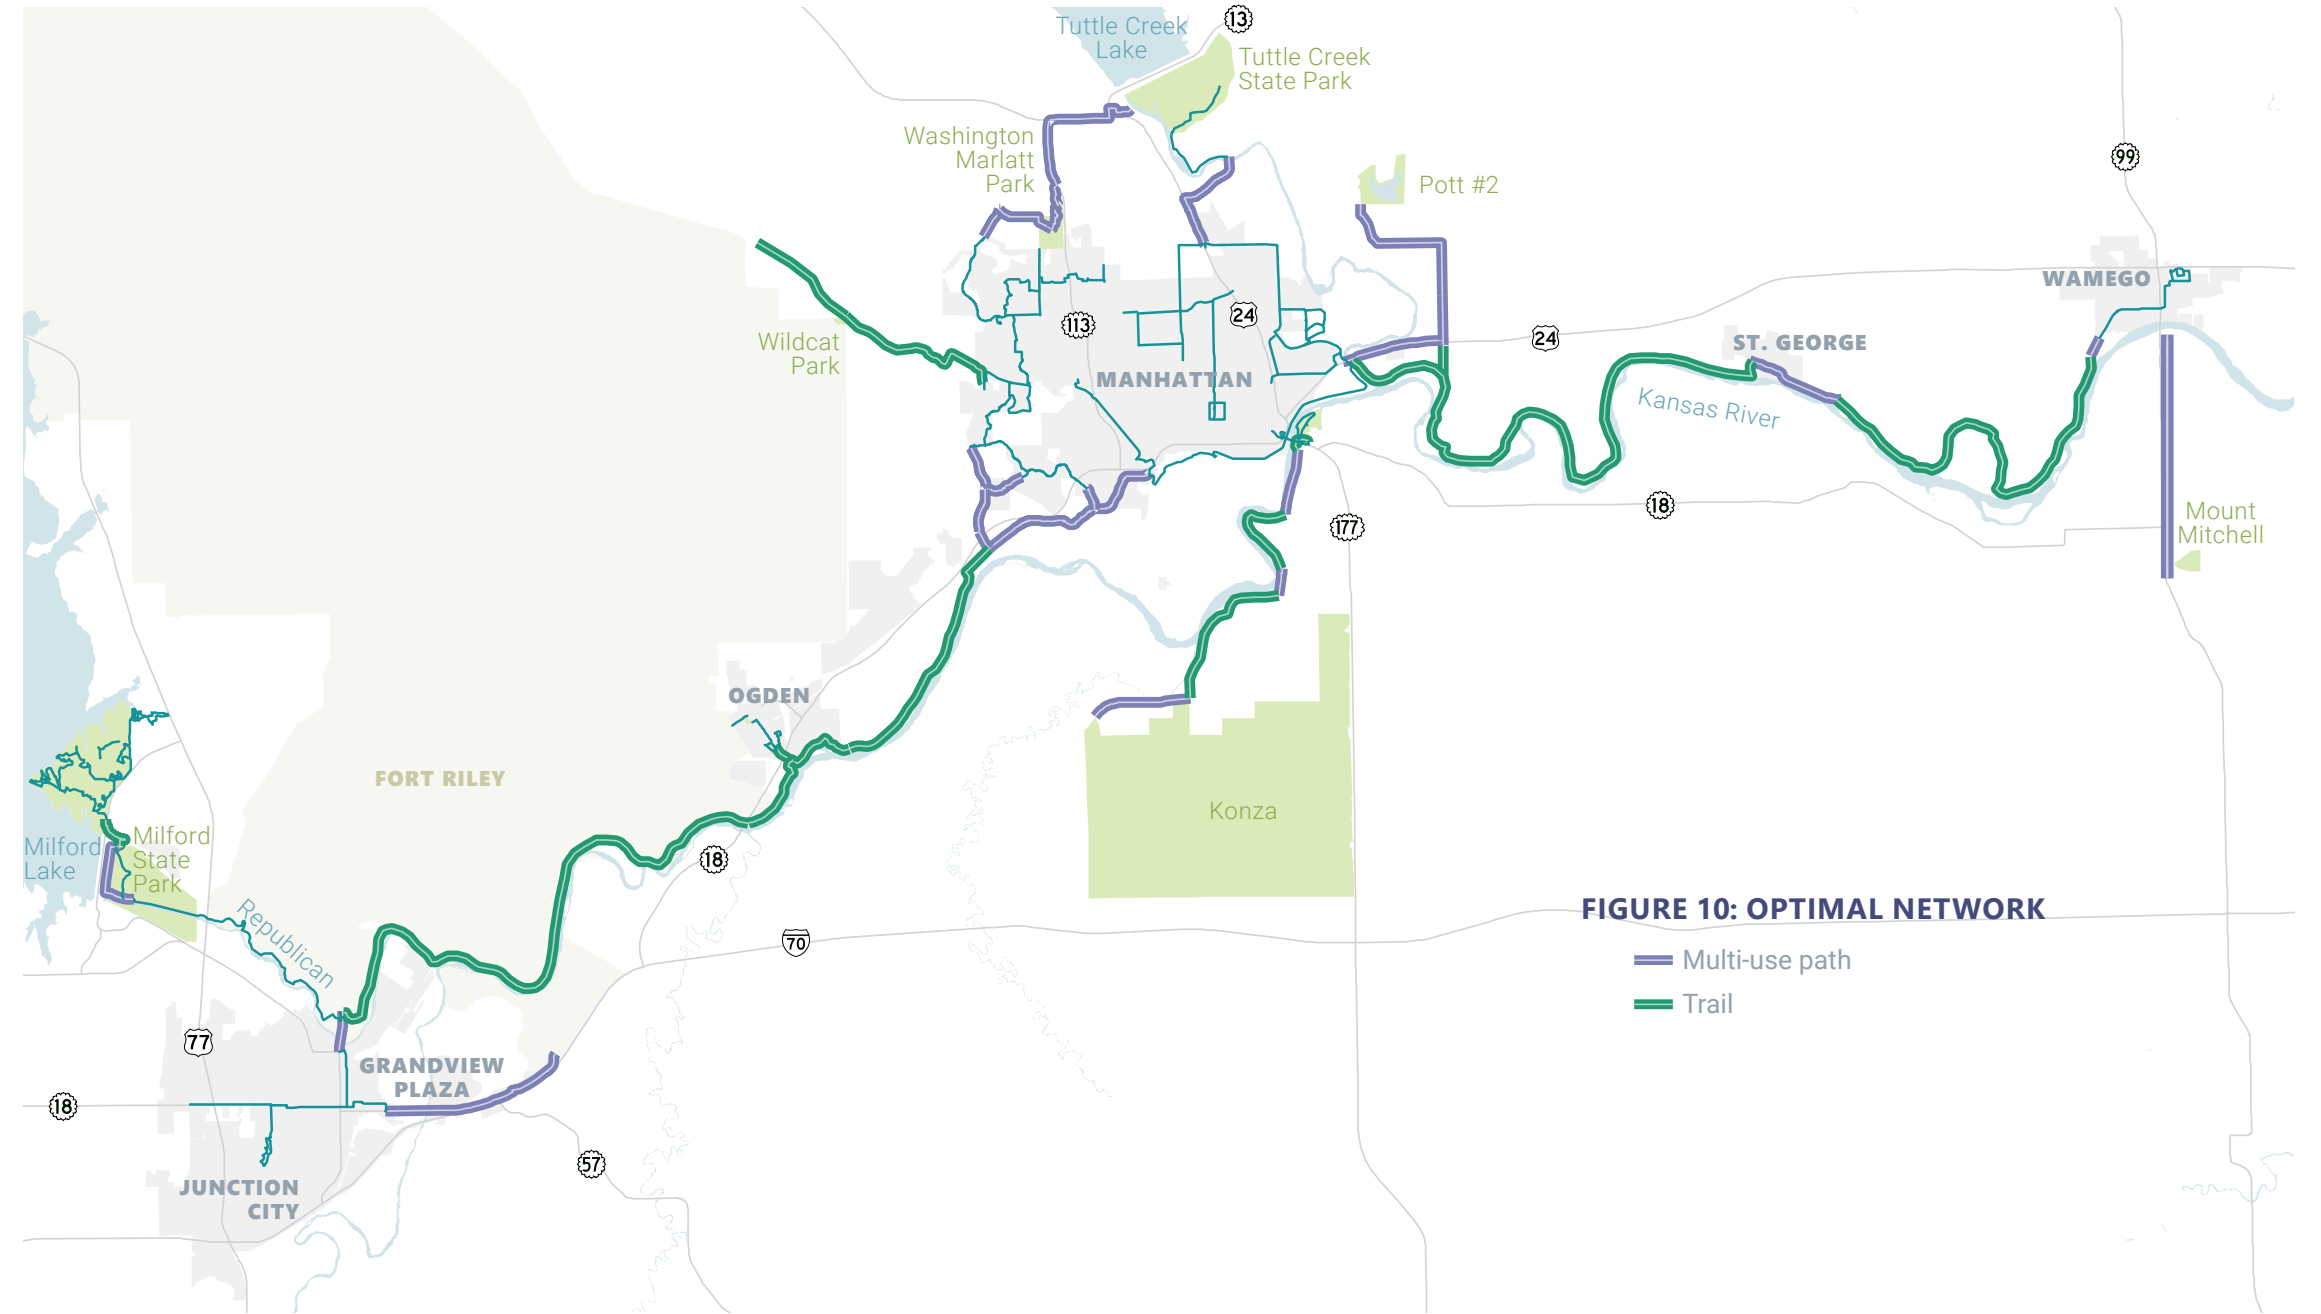 Tuttle Creek
Lake
13
Tuttle Creek
State Park
Washington
Marlatt
Park
Pott #2
99
WAMEGO
113
24
24
ST. GEORGE
Wildcat
Park
MANHATTAN
Kansas River
18
177
Mount
Mitchell
OGDEN
FORT RILEY
Konza
Milford
Lake
Milford
State
Park
18
Republican
70
FIGURE 10: OPTIMAL NETWORK
Multi-use path
Trail
77
GRANDVIEW
PLAZA
18
57
JUNCTION
CITY